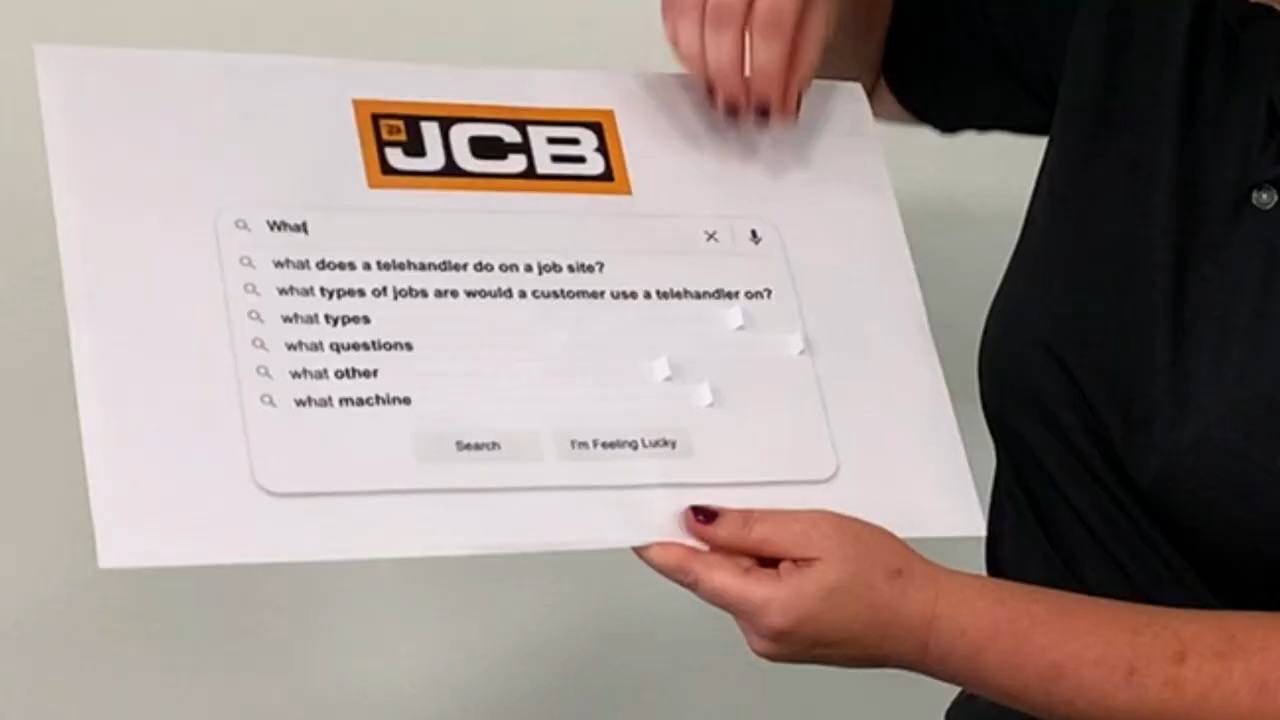 JCB
What
what does a telehandler do on a job site?
what types of jobs are would a customer use a telehandler on?
what types
what questions
what other
what machine
Search
I'm Feeling Lucky